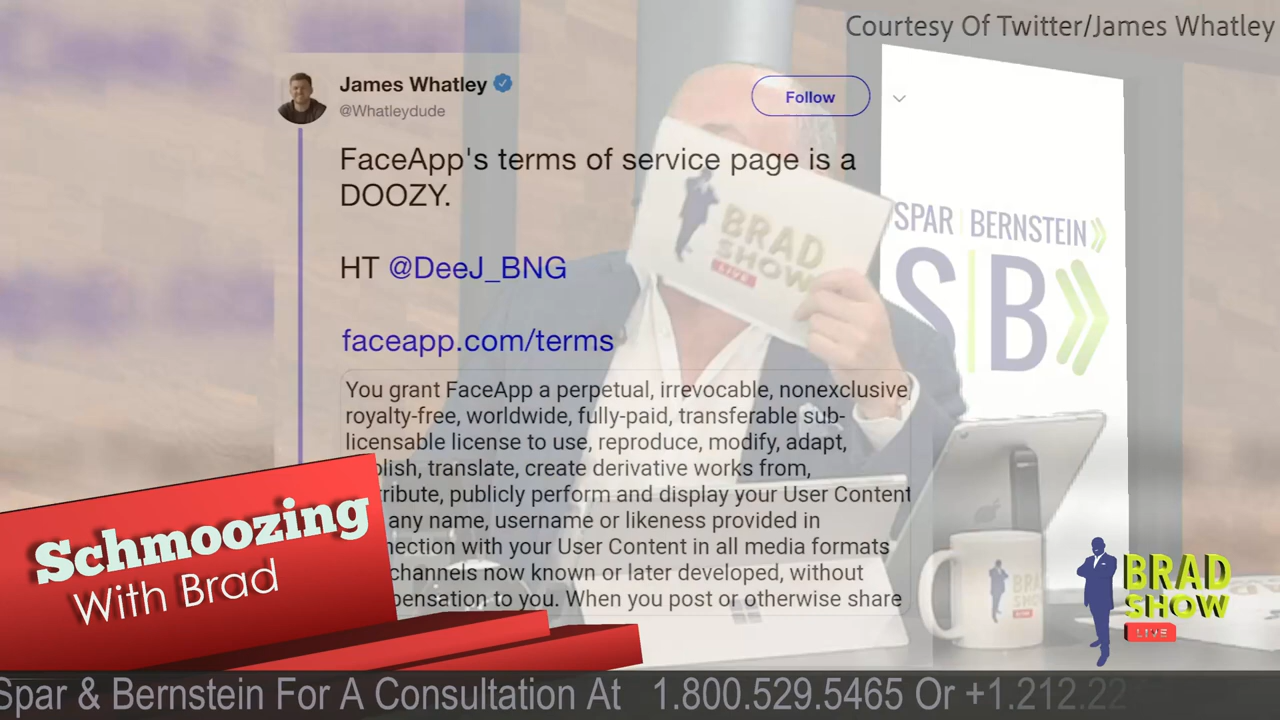 Courtesy Of Twitter/James Whatley
James Whatley
@Whatleydude
Follow
FaceApp's terms of service page is a
DOOZY.
HT @DeeJ_BNG
faceapp.com/terms
You grant FaceApp a perpetual, irrevocable, nonexclusive,
royalty-free, worldwide, fully-paid, transferable sub-
licensable license to use, reproduce, modify, adapt,
translate, create derivative works from,
publicly perform and display your User Content
any name, username or likeness provided in
with your User Content in all media formats
channels now known or later developed, without
to you. When you post or otherwise share
BRAD
SHOW
LIVE
SPAR BERNSTEIN
S B
BRAD
SHOW
Schmoozing
With Brad
BRAD
SHOW
LIVE
Spar & Bernstein For A Consultation At 1.800.529.5465 Or +1.212.22